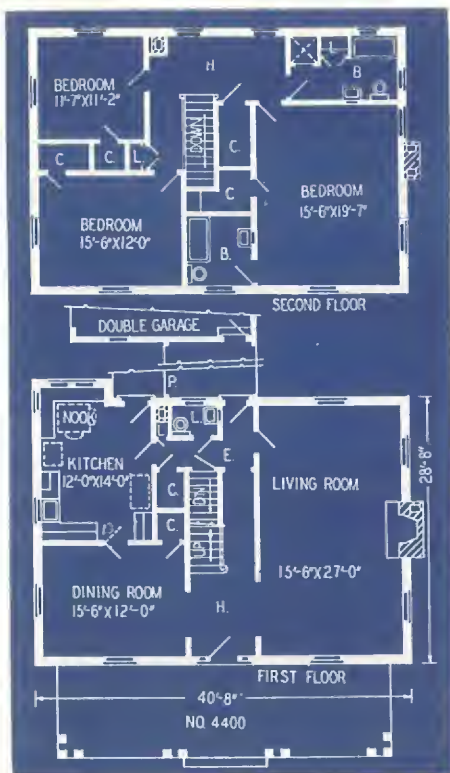 H.
L.
B.
BEDROOM
11'-7"X11'-2"
C.
C.
L.
DOWN
C.
C.
BEDROOM
15'-6"X12'-0"
BEDROOM
15'-6"X19'-7"
B.
SECOND FLOOR
DOUBLE GARAGE
P.
NOOK
L.
L.
E.
KITCHEN
12'-0"X14'-0"
C.
C.
DN
UP
LIVING ROOM
15'-6"X27'-0"
28'-8"
DINING ROOM
15'-6"X12'-0"
H.
FIRST FLOOR
40'-8"
NO. 4400